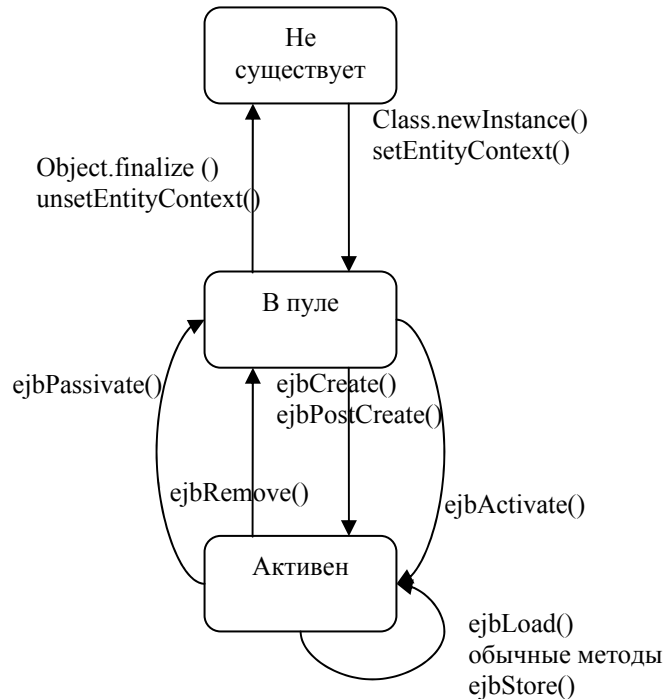 Не
существует
Class.newInstance()
setEntityContext()
Object.finalize ()
unsetEntityContext()
В пуле
ejbPassivate()
ejbCreate()
ejbPostCreate()
ejbRemove()
ejbActivate()
Активен
ejbLoad()
обычные методы
ejbStore()